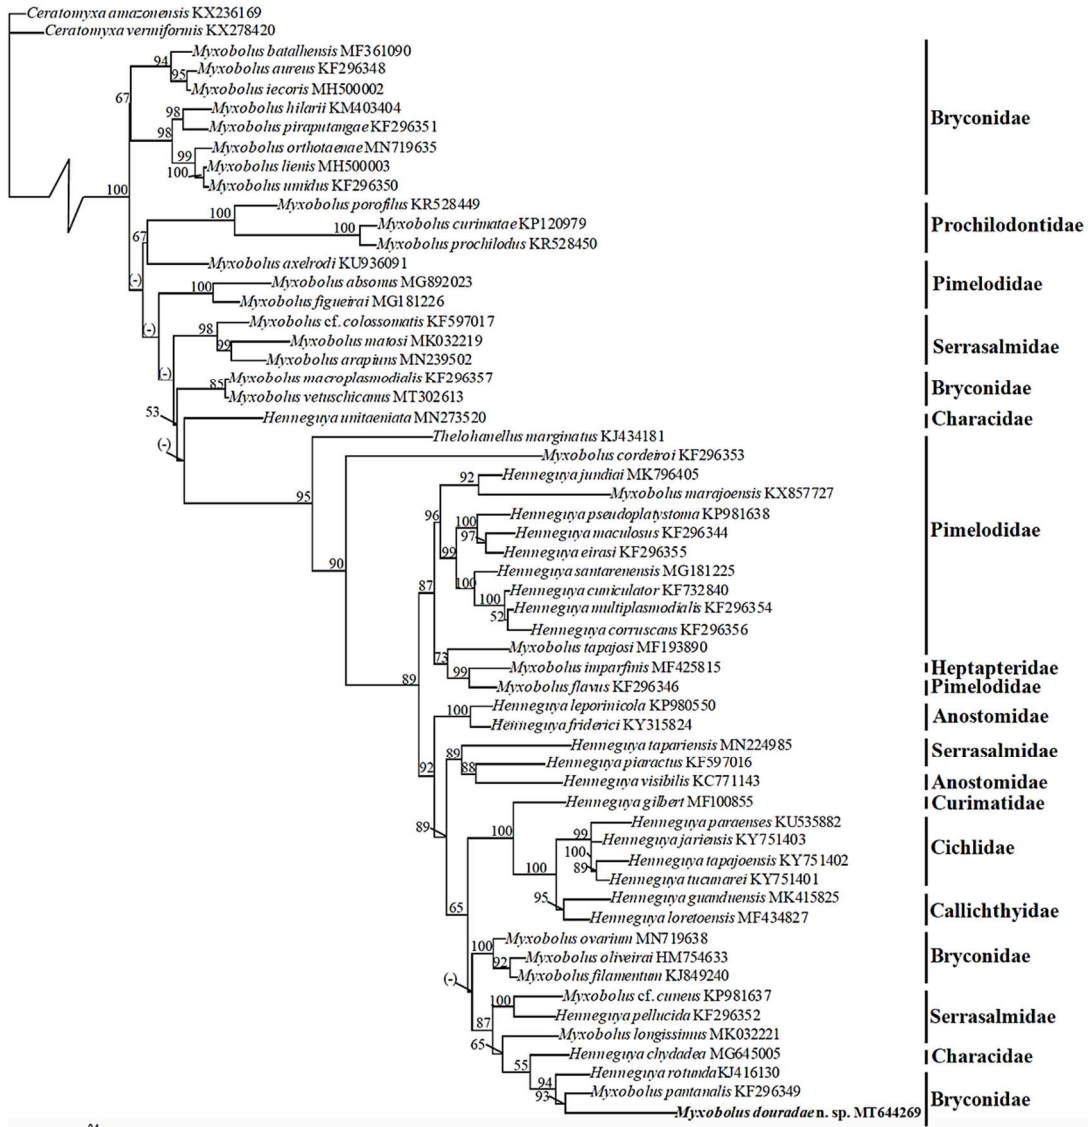 Ceratomyxa amazonensis KX236169
Ceratomyxa vermiformis KX278420
Myxobolus batalhensis MF361090
94
Myxobolus aureus KF296348
95
Myxobolus iecoris MH500002
67
Myxobolus hilarii KM403404
98
Bryconidae
Myxobolus piraputangae KF296351
98
Myxobolus orthotaenae MN719635
99
Myxobolus lienis MH500003
100
Myxobolus umidus KF296350
100
Myxobolus porofilus KR528449
100
Myxobolus curimatae KP120979
Prochilodontidae
100
Myxobolus prochilodus KR528450
67
Myxobolus axelrodi KU936091
(-)
Myxobolus absonus MG892023
Pimelodidae
100
Myxobolus figueirai MG181226
(-)
Myxobolus cf. colossomatis KF597017
98
Myxobolus matosi MK032219
Serrasalmidae
99
Myxobolus arapiuns MN239502
(-)
Myxobolus macroplasmodialis KF296357
85
Bryconidae
Myxobolus vetuschicanus MT302613
53
Henneguya unitaeniata MN273520
Characidae
(-)
Thelohanellus marginatus KJ434181
95
Myxobolus cordeiroi KF296353
Henneguya jundiai MK796405
92
Myxobolus marajoensis KX857727
96
Henneguya pseudoplatystoma KP981638
100
Henneguya maculosus KF296344
97
Pimelodidae
Henneguya eirasi KF296355
99
90
Henneguya santarenensis MG181225
100
87
Henneguya cuniculator KF732840
100
Henneguya multiplasmodialis KF296354
52
Henneguya corruscans KF296356
Myxobolus tapajosi MF193890
73
Myxobolus imparfinis MF425815
Heptapteridae
99
Myxobolus flavus KF296346
Pimelodidae
89
Henneguya leporinicola KP980550
100
Anostomidae
Henneguya friderici KY315824
Henneguya tapariensis MN224985
Serrasalmidae
89
Henneguya piaractus KF597016
88
92
Henneguya visibilis KC771143
Anostomidae
Henneguya gilbert MF100855
Curimatidae
89
100
Henneguya paraenses KU535882
99
Henneguya jariensis KY751403
Cichlidae
100
Henneguya tapajoensis KY751402
100
89
Henneguya tucunarei KY751401
Henneguya guanduensis MK415825
95
Callichthyidae
65
Henneguya loretoensis MF434827
Myxobolus ovarium MN719638
100
Myxobolus oliveirai HM754633
Bryconidae
92
Myxobolus filamentum KJ849240
(-)
Myxobolus cf. cuneus KP981637
100
Henneguya pellucida KF296352
Serrasalmidae
87
Myxobolus longissimus MK032221
65
Henneguya chydadea MG645005
Characidae
55
Henneguya rotunda KJ416130
94
Myxobolus pantanalis KF296349
Bryconidae
93
Myxobolus douradae n. sp. MT644269